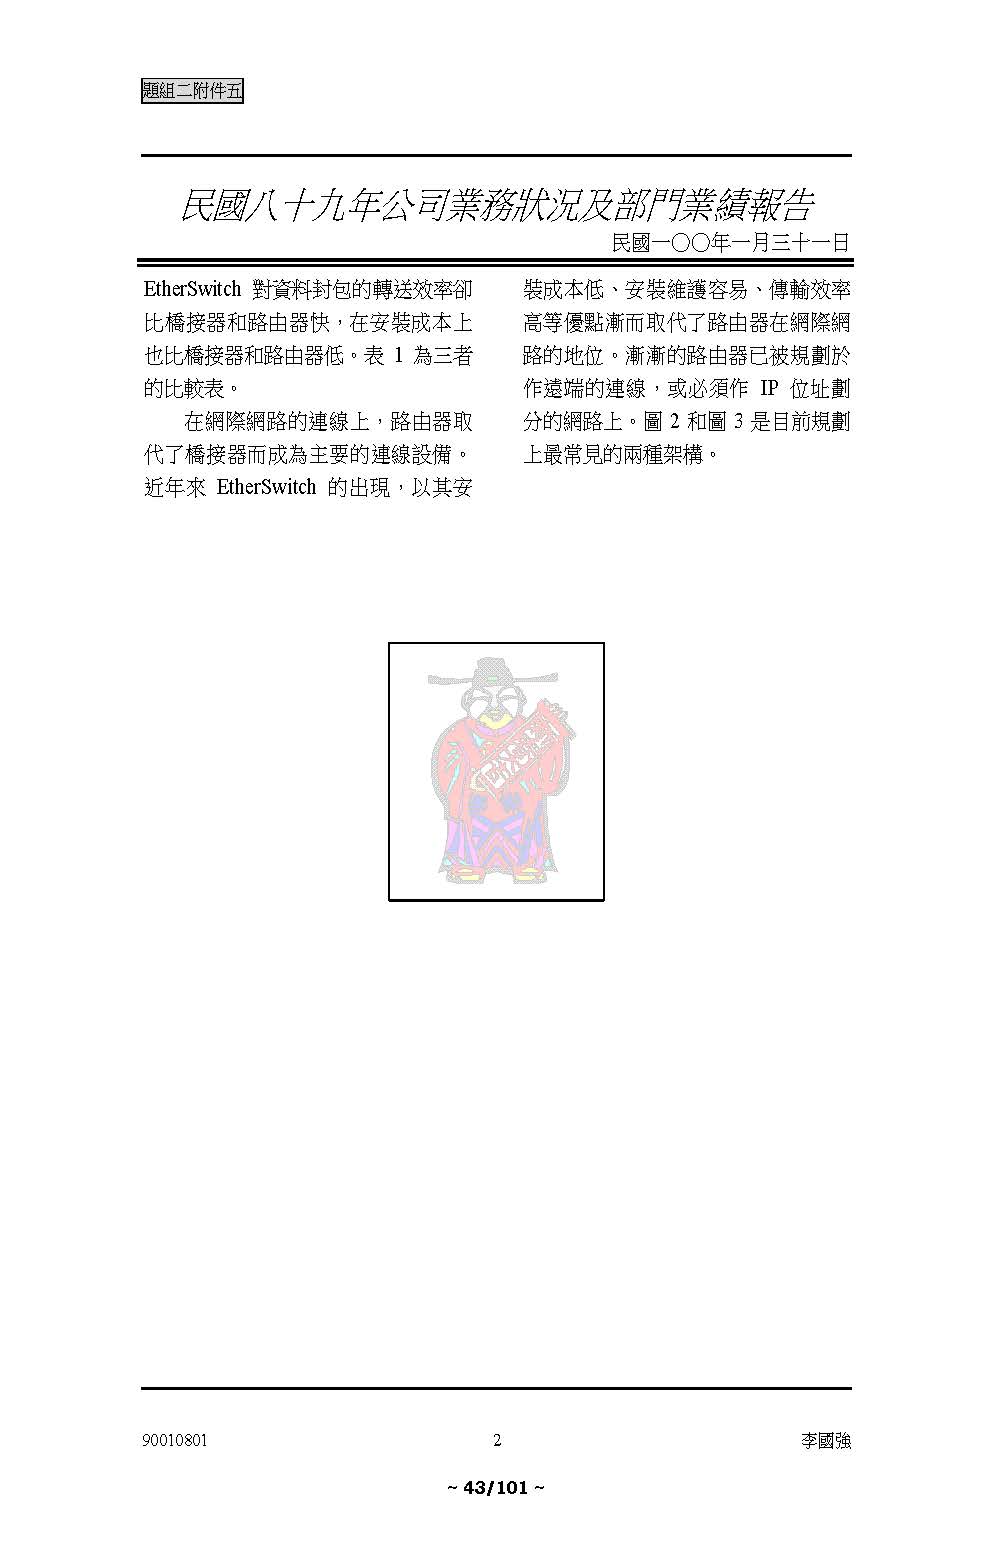 題組二附件五
民國八十九年公司業務狀況及部門業績報告
民國一〇〇年一月三十一日
EtherSwitch 對資料封包的轉送效率卻
比橋接器和路由器快，在安裝成本上
也比橋接器和路由器低。表 1 為三者
的比較表。
在網際網路的連線上，路由器取
代了橋接器而成為主要的連線設備。
近年來 EtherSwitch 的出現，以其安
裝成本低、安裝維護容易、傳輸效率
高等優點漸而取代了路由器在網際網
路的地位。漸漸的路由器已被規劃於
作遠端的連線，或必須作 IP 位址劃
分的網路上。圖 2 和圖 3 是目前規劃
上最常見的兩種架構。
90010801 2 李國強
~ 43/101 ~